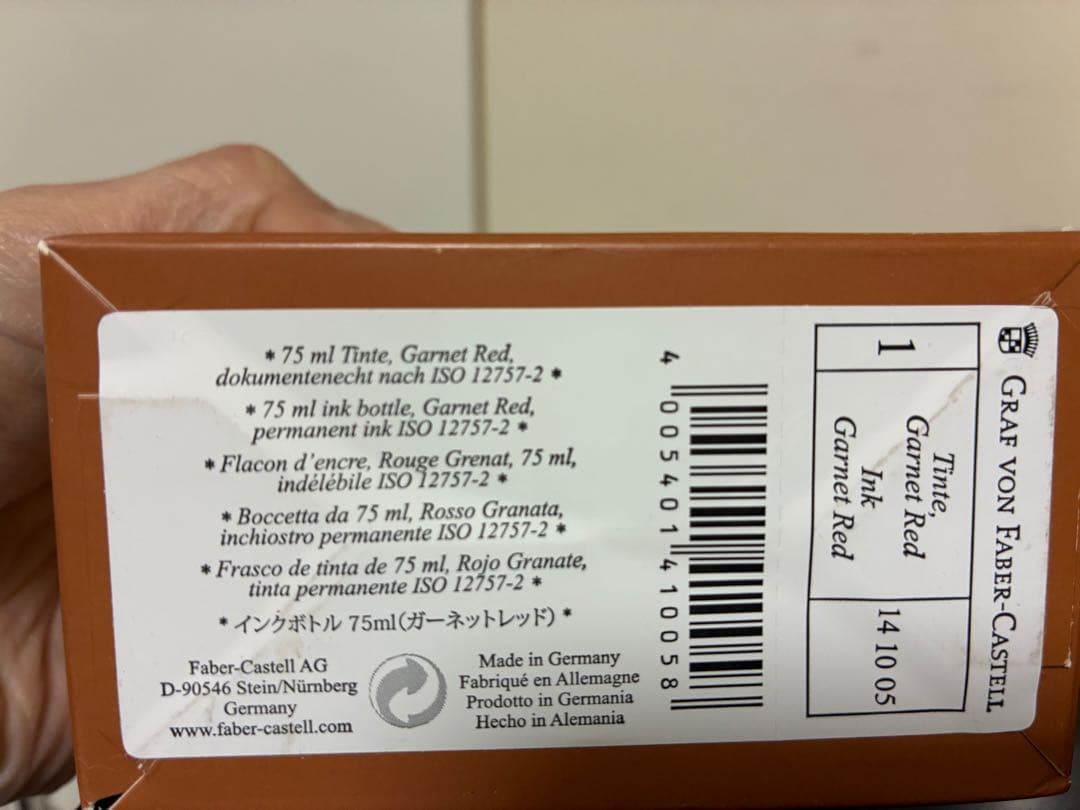 * 75 ml Tinte, Garnet Red,
dokumentenecht nach ISO 12757-2 *
* 75 ml ink bottle, Garnet Red,
permanent ink ISO 12757-2 *
* Flacon d'encre, Rouge Grenat, 75 ml,
indélébile ISO 12757-2 *
* Boccetta da 75 ml, Rosso Granata,
inchiostro permanente ISO 12757-2 *
* Frasco de tinta de 75 ml, Rojo Granate,
tinta permanente ISO 12757-2 *
* インクボトル 75ml(ガーネットレッド) *
Faber-Castell AG
D-90546 Stein/Nürnberg
Germany
www.faber-castell.com
Made in Germany
Fabriqué en Allemagne
Prodotto in Germania
Hecho in Alemania
4 005401 410058
GRAF VON FABER-CASTELL
1
Tinte,
Garnet Red
Ink
Garnet Red
14 10 05